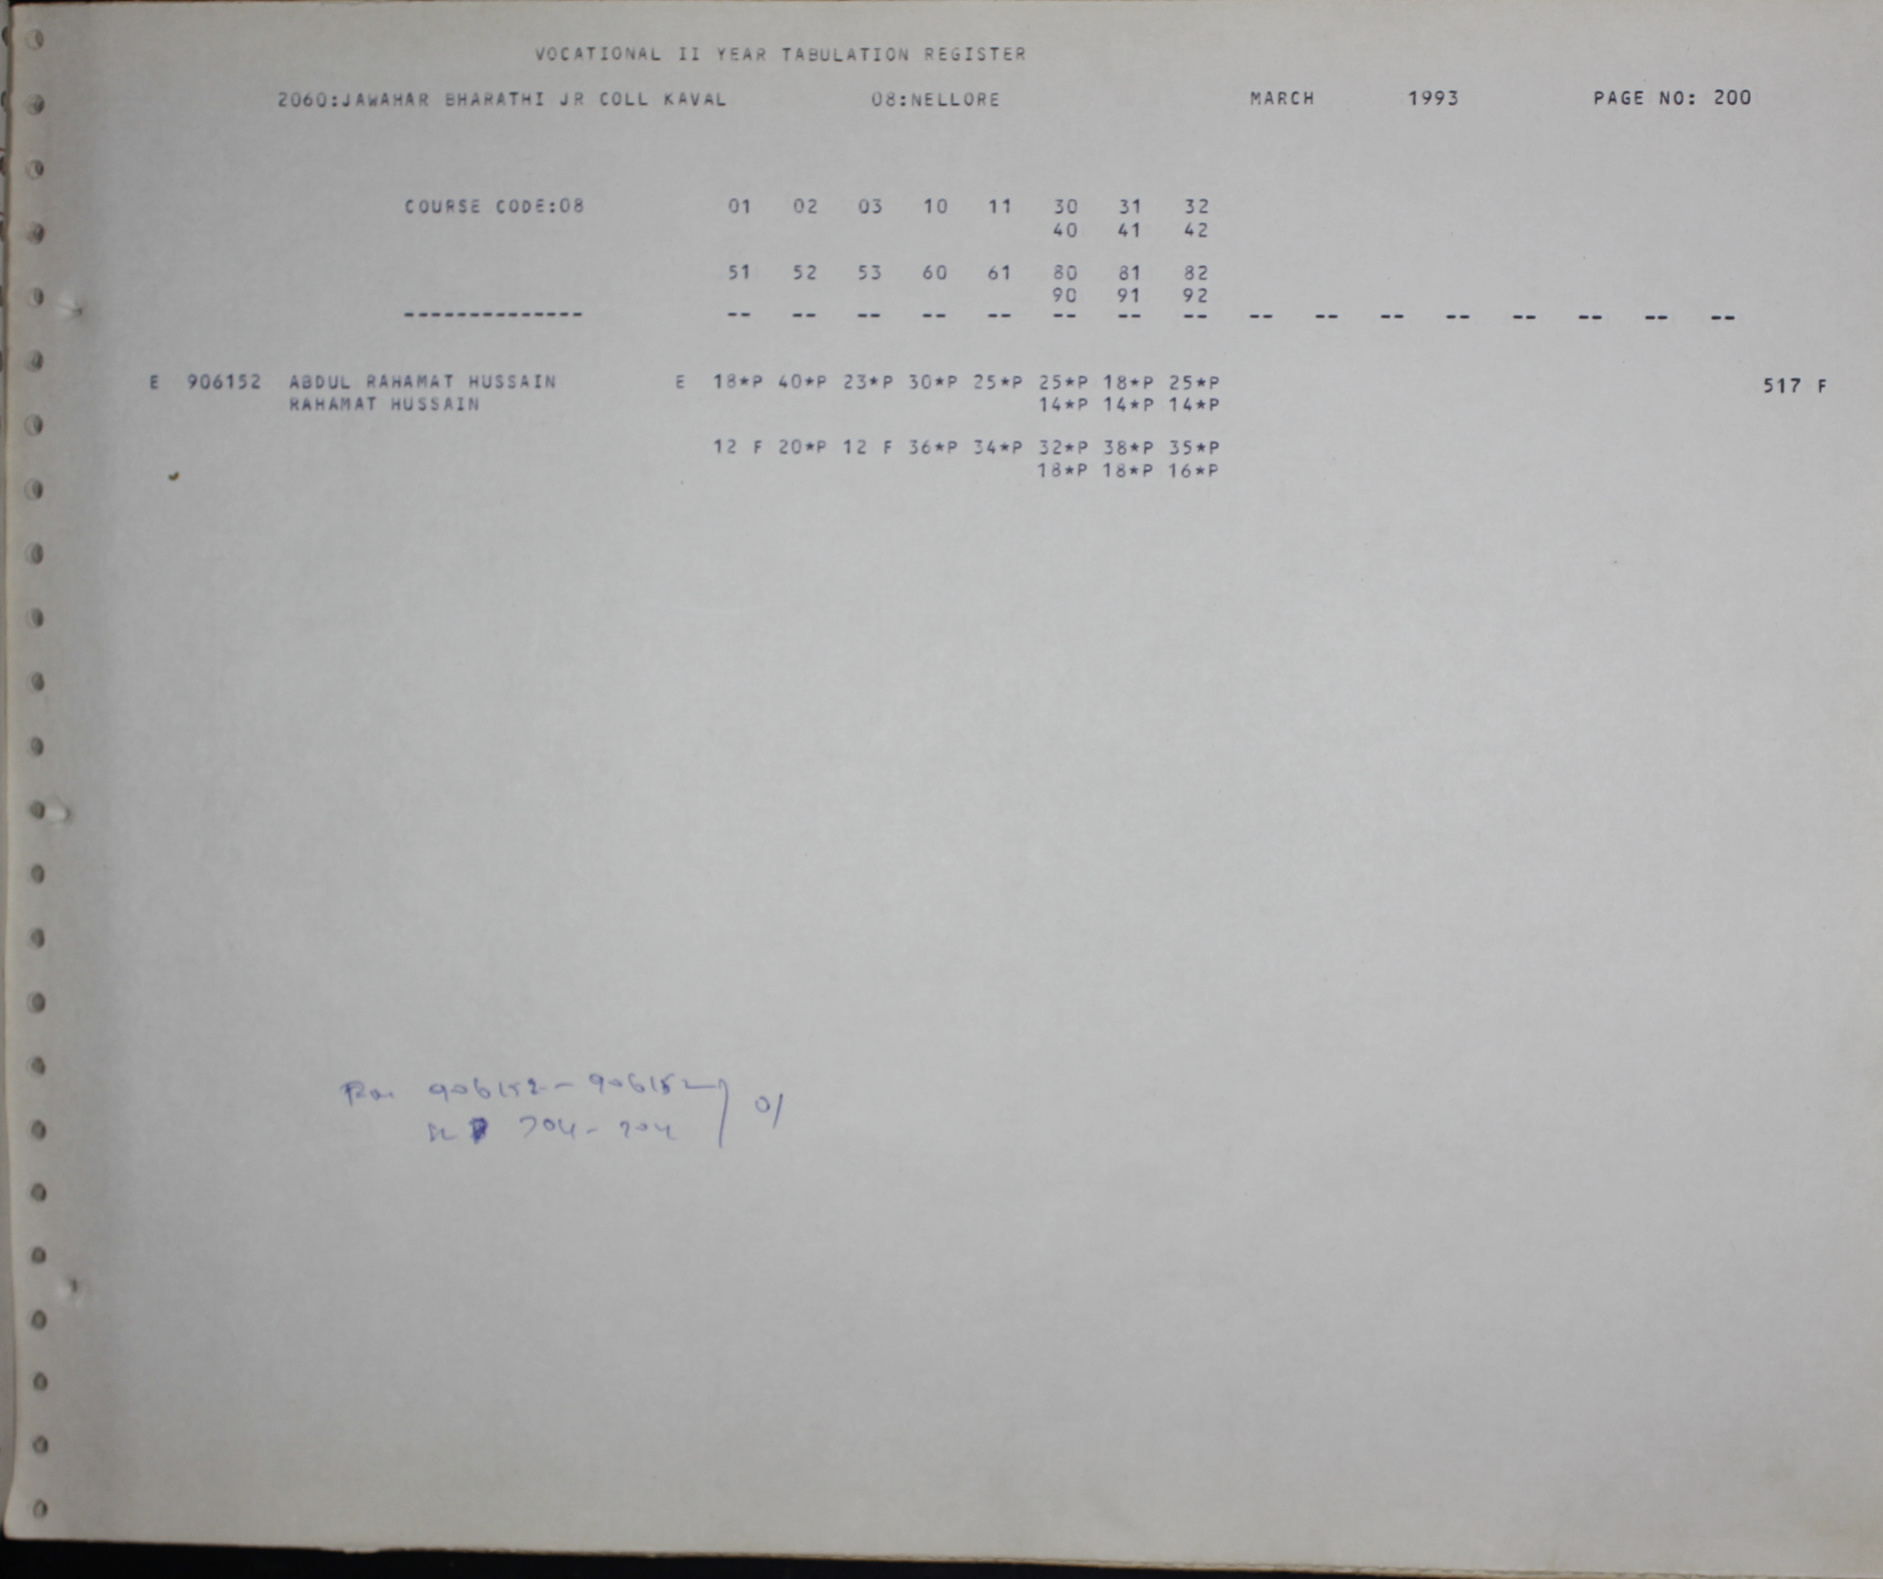 VOCATIONAL II YEAR TABULATION REGISTER
2060:JAWAHAR BHARATHI JR COLL KAVAL 08:NELLORE MARCH 1993 PAGE NO: 200
COURSE CODE:08 01 02 03 10 11 30 31 32
40 41 42
51 52 53 60 61 80 81 82
90 91 92
-------------- -- -- -- -- -- -- -- -- -- -- -- -- -- -- -- --
E 906152 ABDUL RAHAMAT HUSSAIN E 18*P 40*P 23*P 30*P 25*P 25*P 18*P 25*P 517 F
RAHAMAT HUSSAIN 14*P 14*P 14*P
12 F 20*P 12 F 36*P 34*P 32*P 38*P 35*P
18*P 18*P 16*P
906152 - 906152
704 - 704